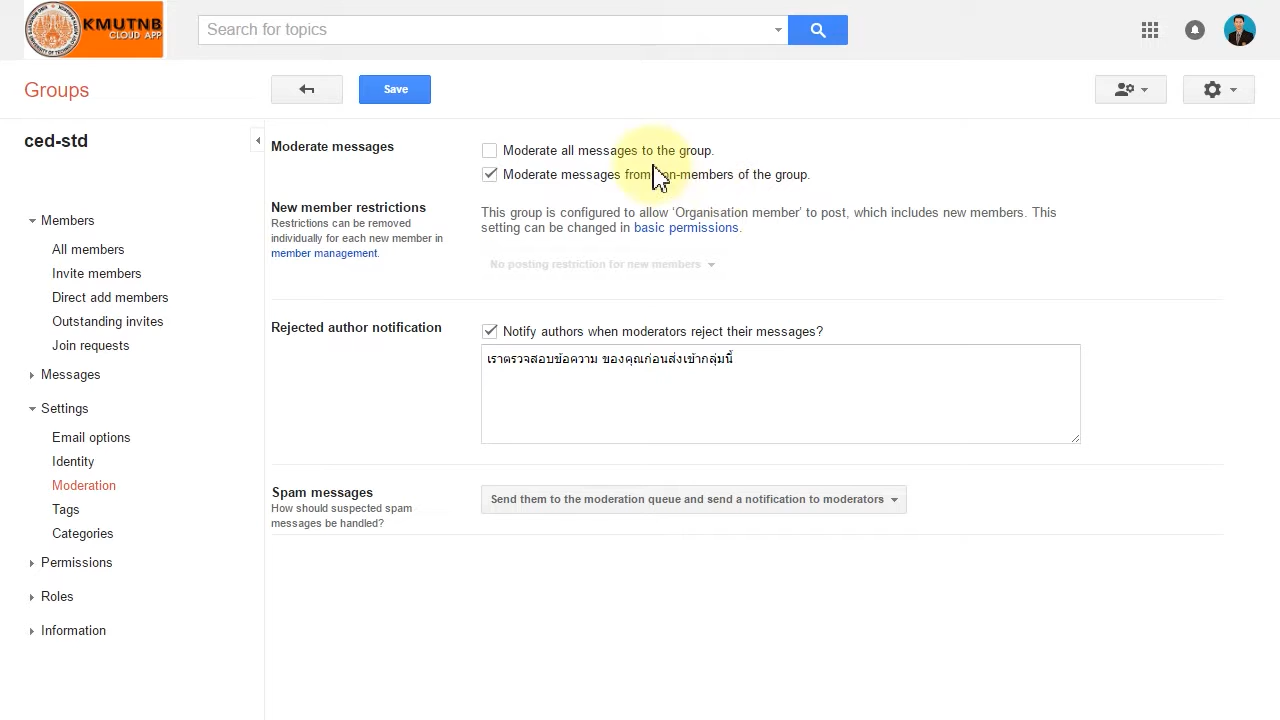 KMUTNB
CLOUD APP
Search for topics
Groups
Save
ced-std
Members
All members
Invite members
Direct add members
Outstanding invites
Join requests
Messages
Settings
Email options
Identity
Moderation
Tags
Categories
Permissions
Roles
Information
Moderate messages
Moderate all messages to the group.
Moderate messages from non-members of the group.
New member restrictions
Restrictions can be removed
individually for each new member in
member management.
This group is configured to allow ‘Organisation member’ to post, which includes new members. This
setting can be changed in basic permissions.
No posting restriction for new members
Rejected author notification
Notify authors when moderators reject their messages?
เราตรวจสอบข้อความ ของคุณก่อนส่งเข้ากลุ่มนี้
Spam messages
How should suspected spam
messages be handled?
Send them to the moderation queue and send a notification to moderators